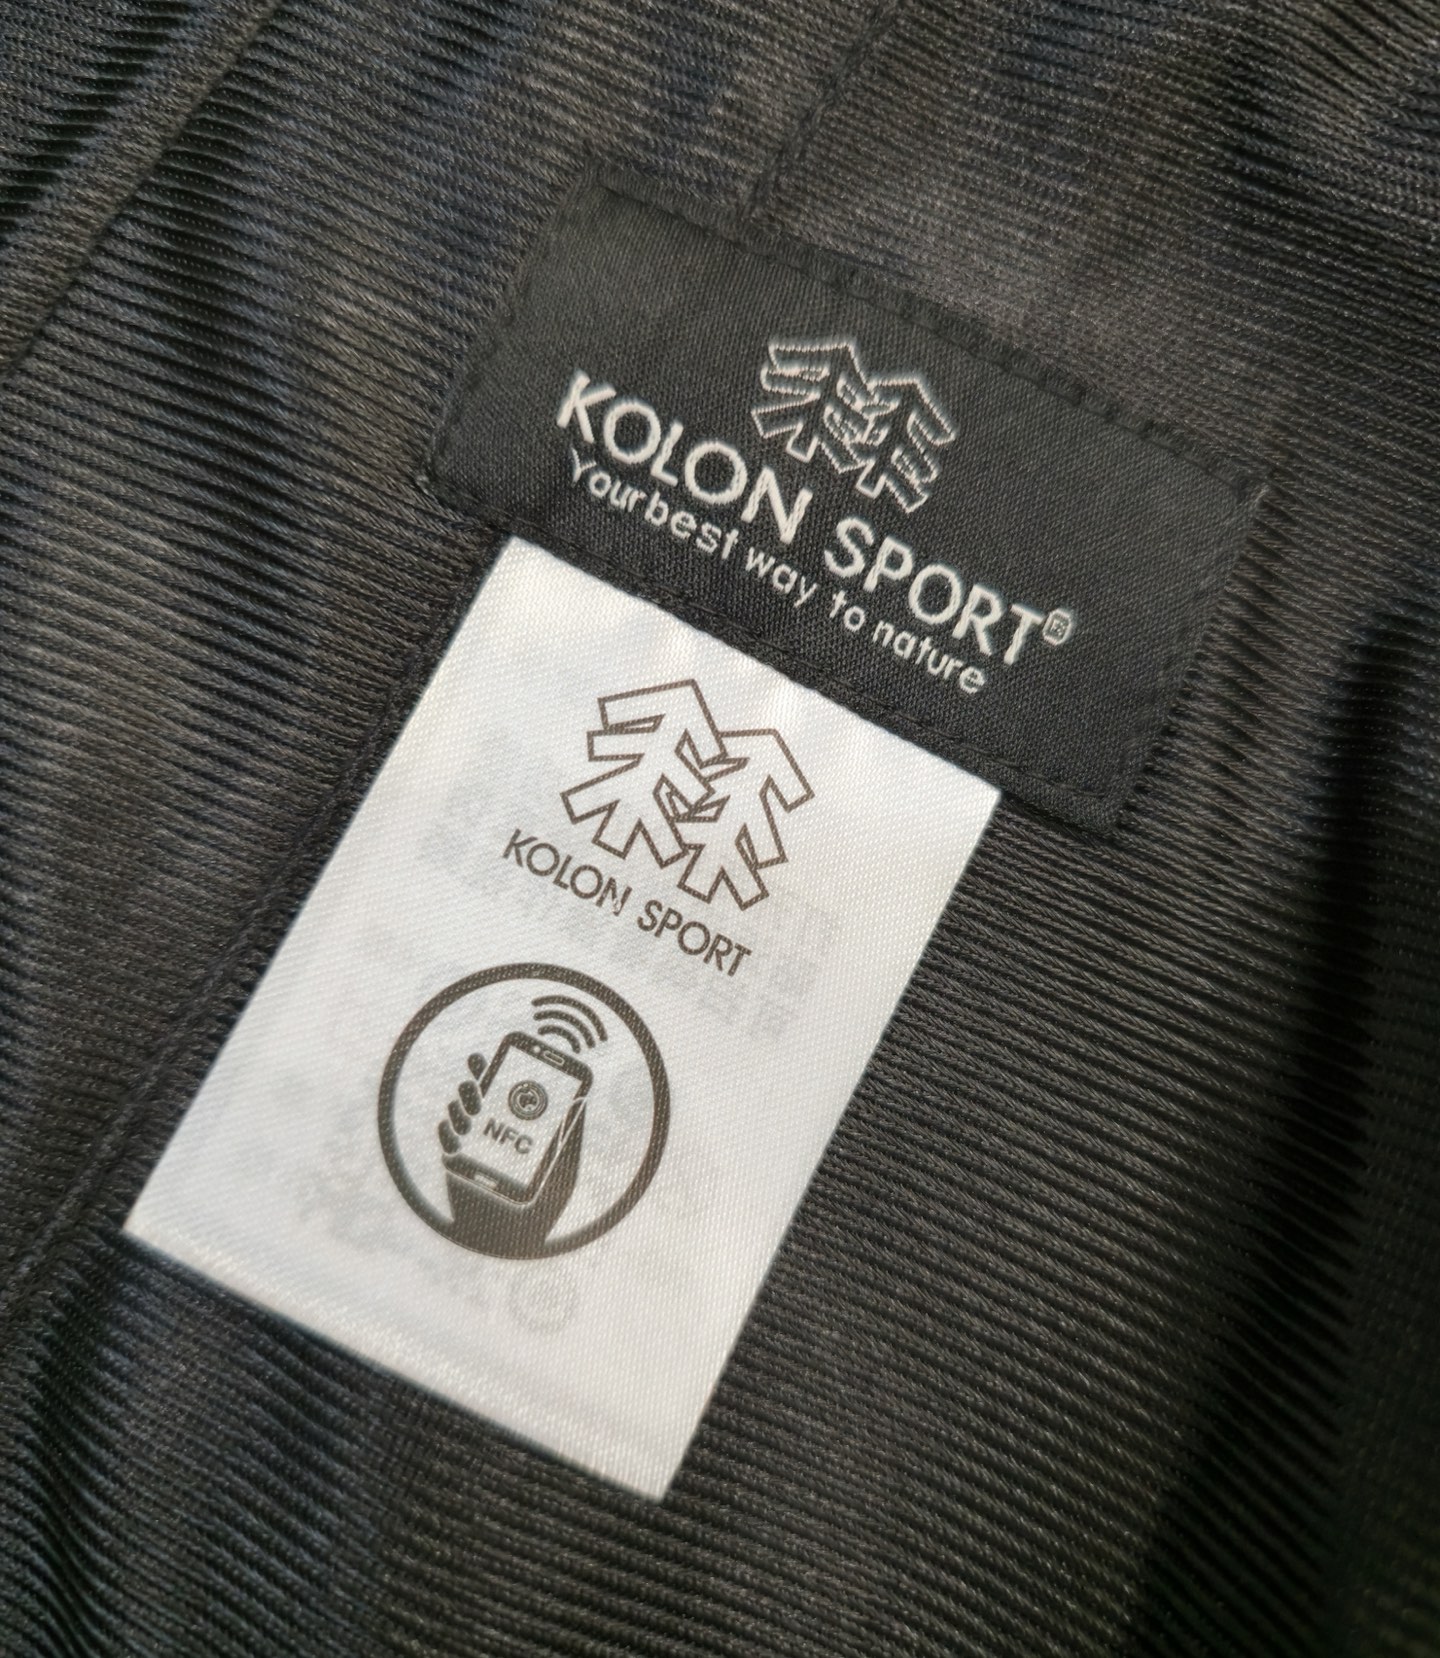 KOLON SPORT®
Your best way to nature
KOLON SPORT
NFC